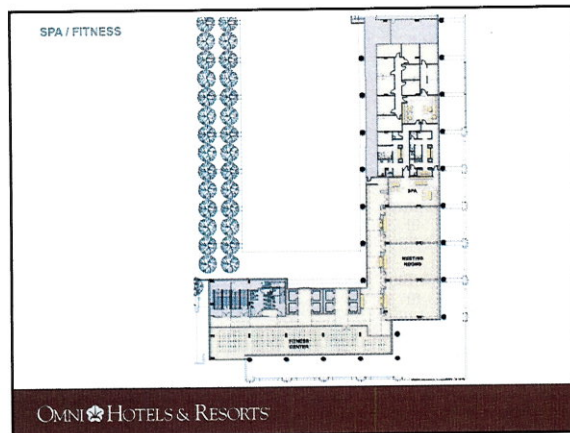 SPA / FITNESS
SPA
MEETING
ROOMS
FITNESS
CENTER
OMNI HOTELS & RESORTS